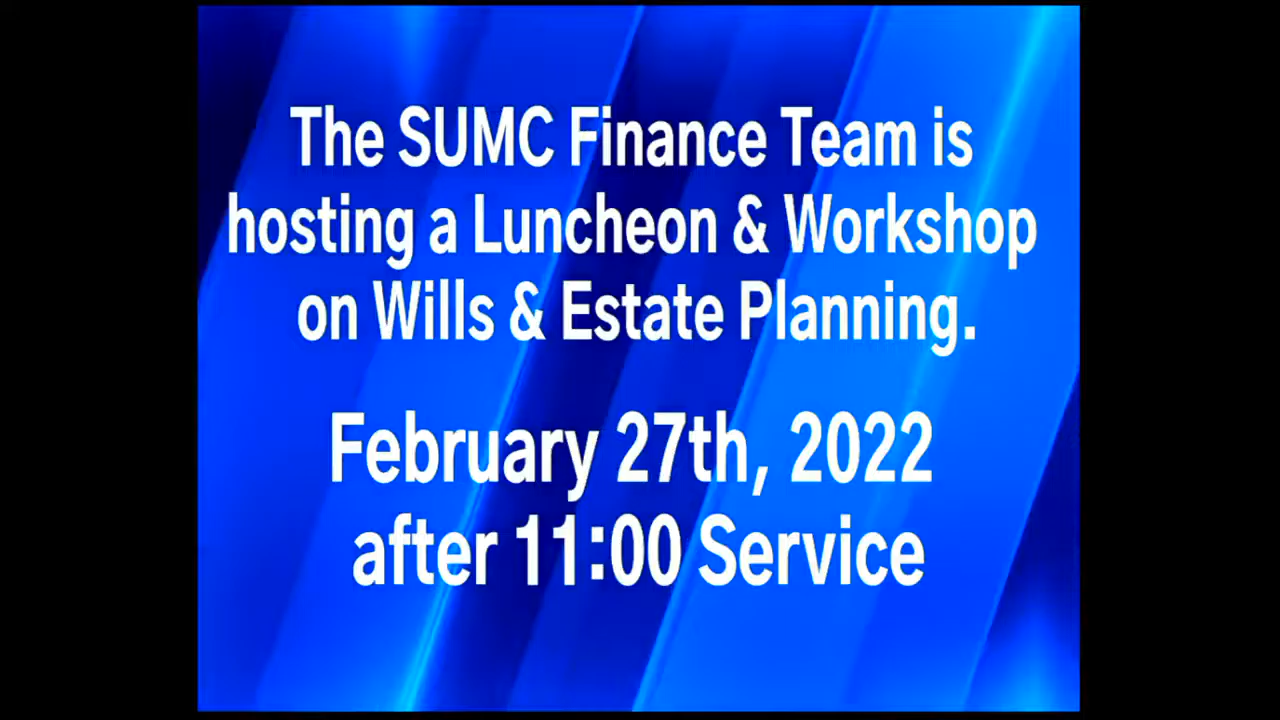 The SUMC Finance Team is
hosting a Luncheon & Workshop
on Wills & Estate Planning.
February 27th, 2022
after 11:00 Service